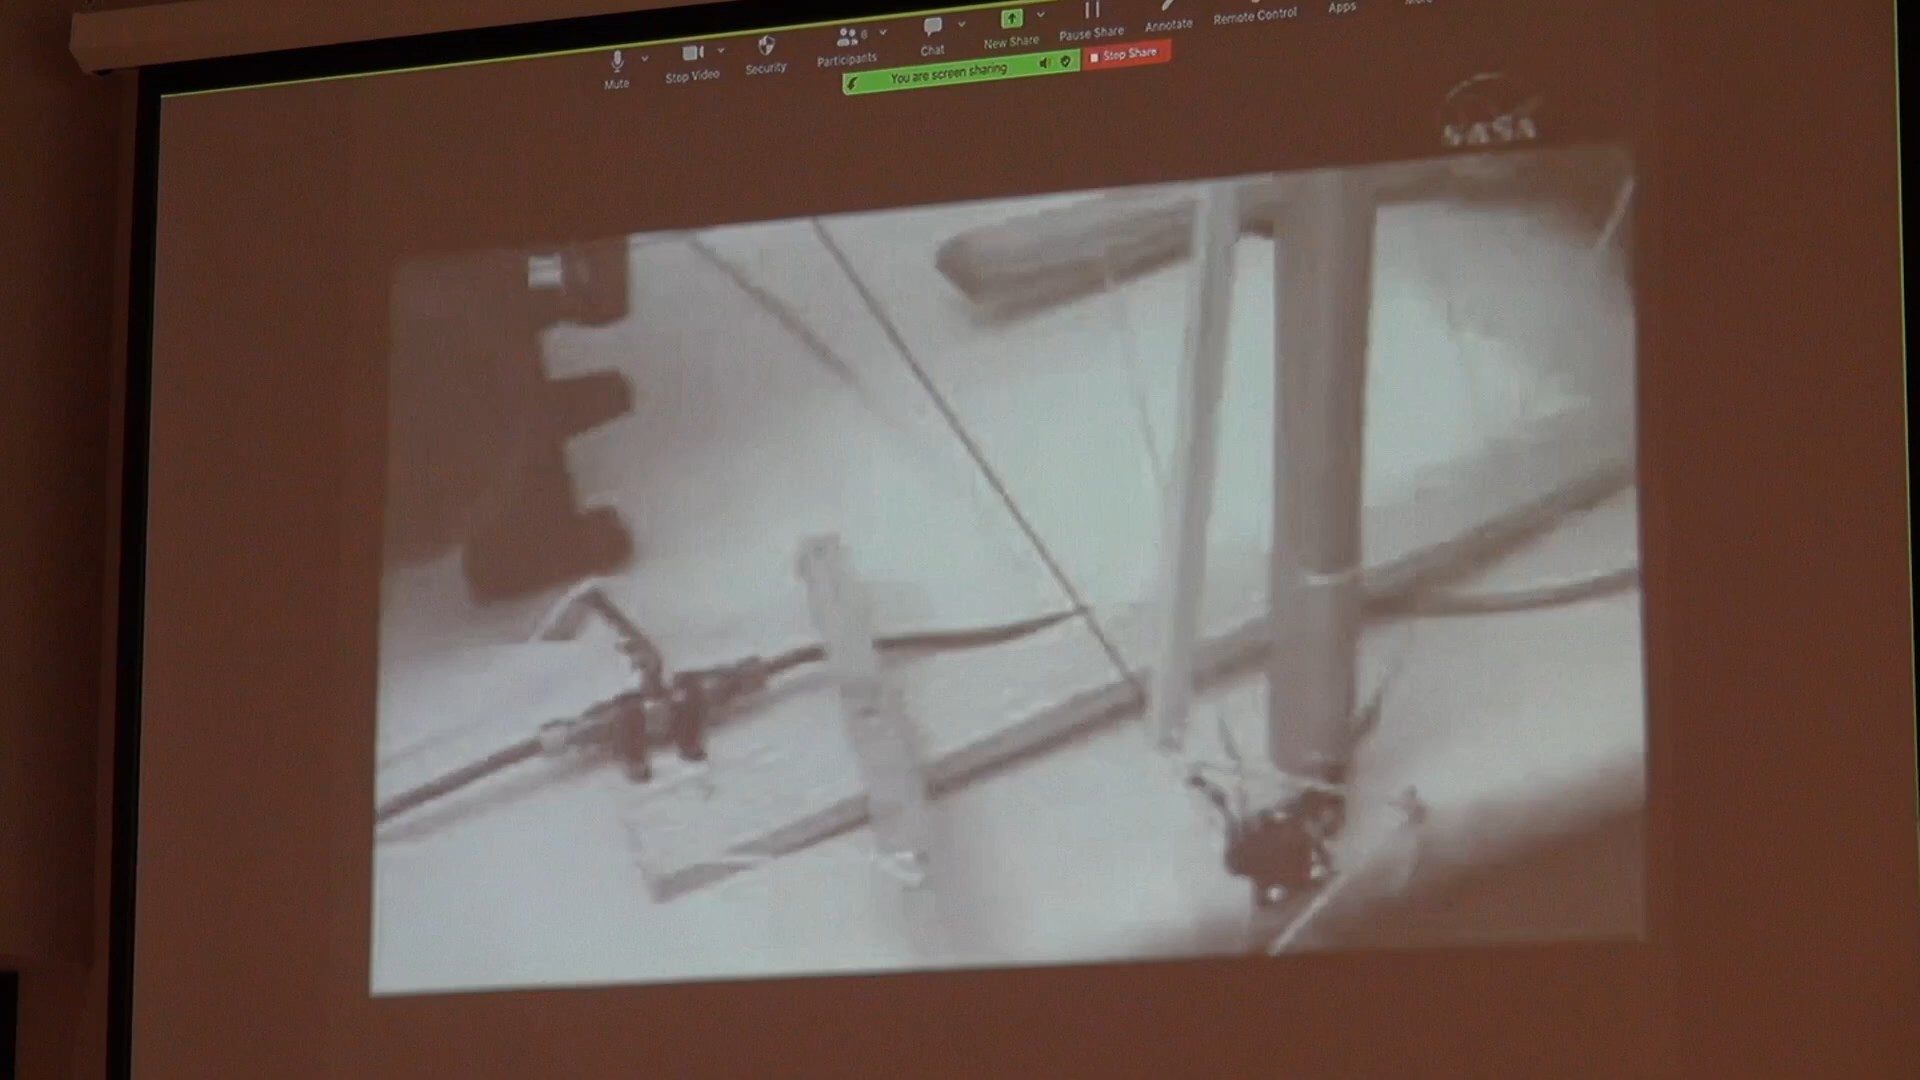 Mute
Stop Video
Security
Participants
6
Chat
New Share
Pause Share
Annotate
Remote Control
Apps
You are screen sharing
Stop Share
NASA